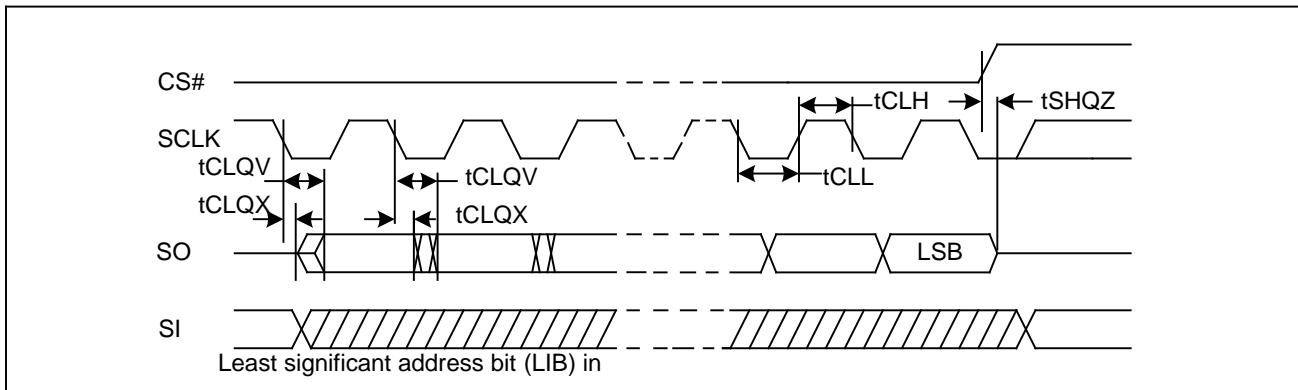 CS#
tCLH
tSHQZ
SCLK
tCLQV
tCLQV
tCLL
tCLQX
tCLQX
SO
LSB
SI
Least significant address bit (LIB) in